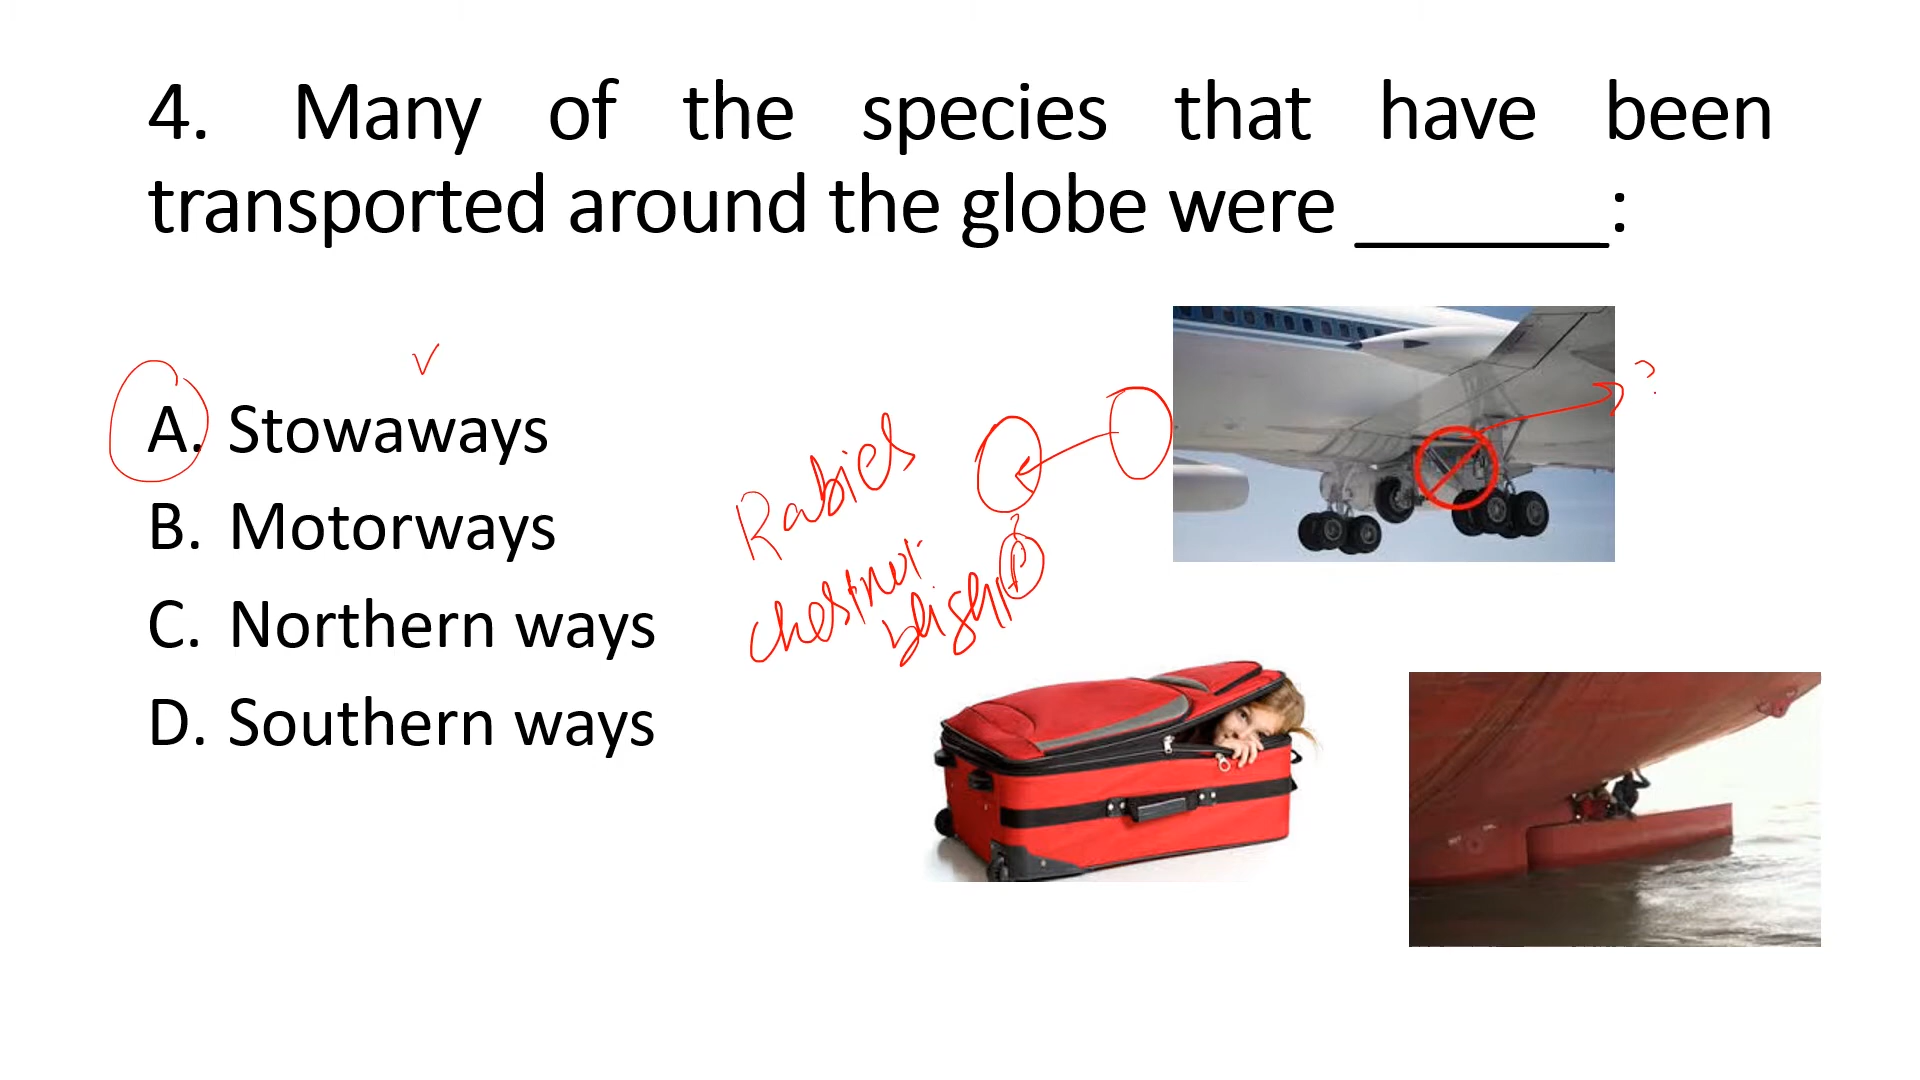 4. Many of the species that have been
transported around the globe were ______:
A. Stowaways
B. Motorways
C. Northern ways
D. Southern ways
Rabies
chestnut
blight
?